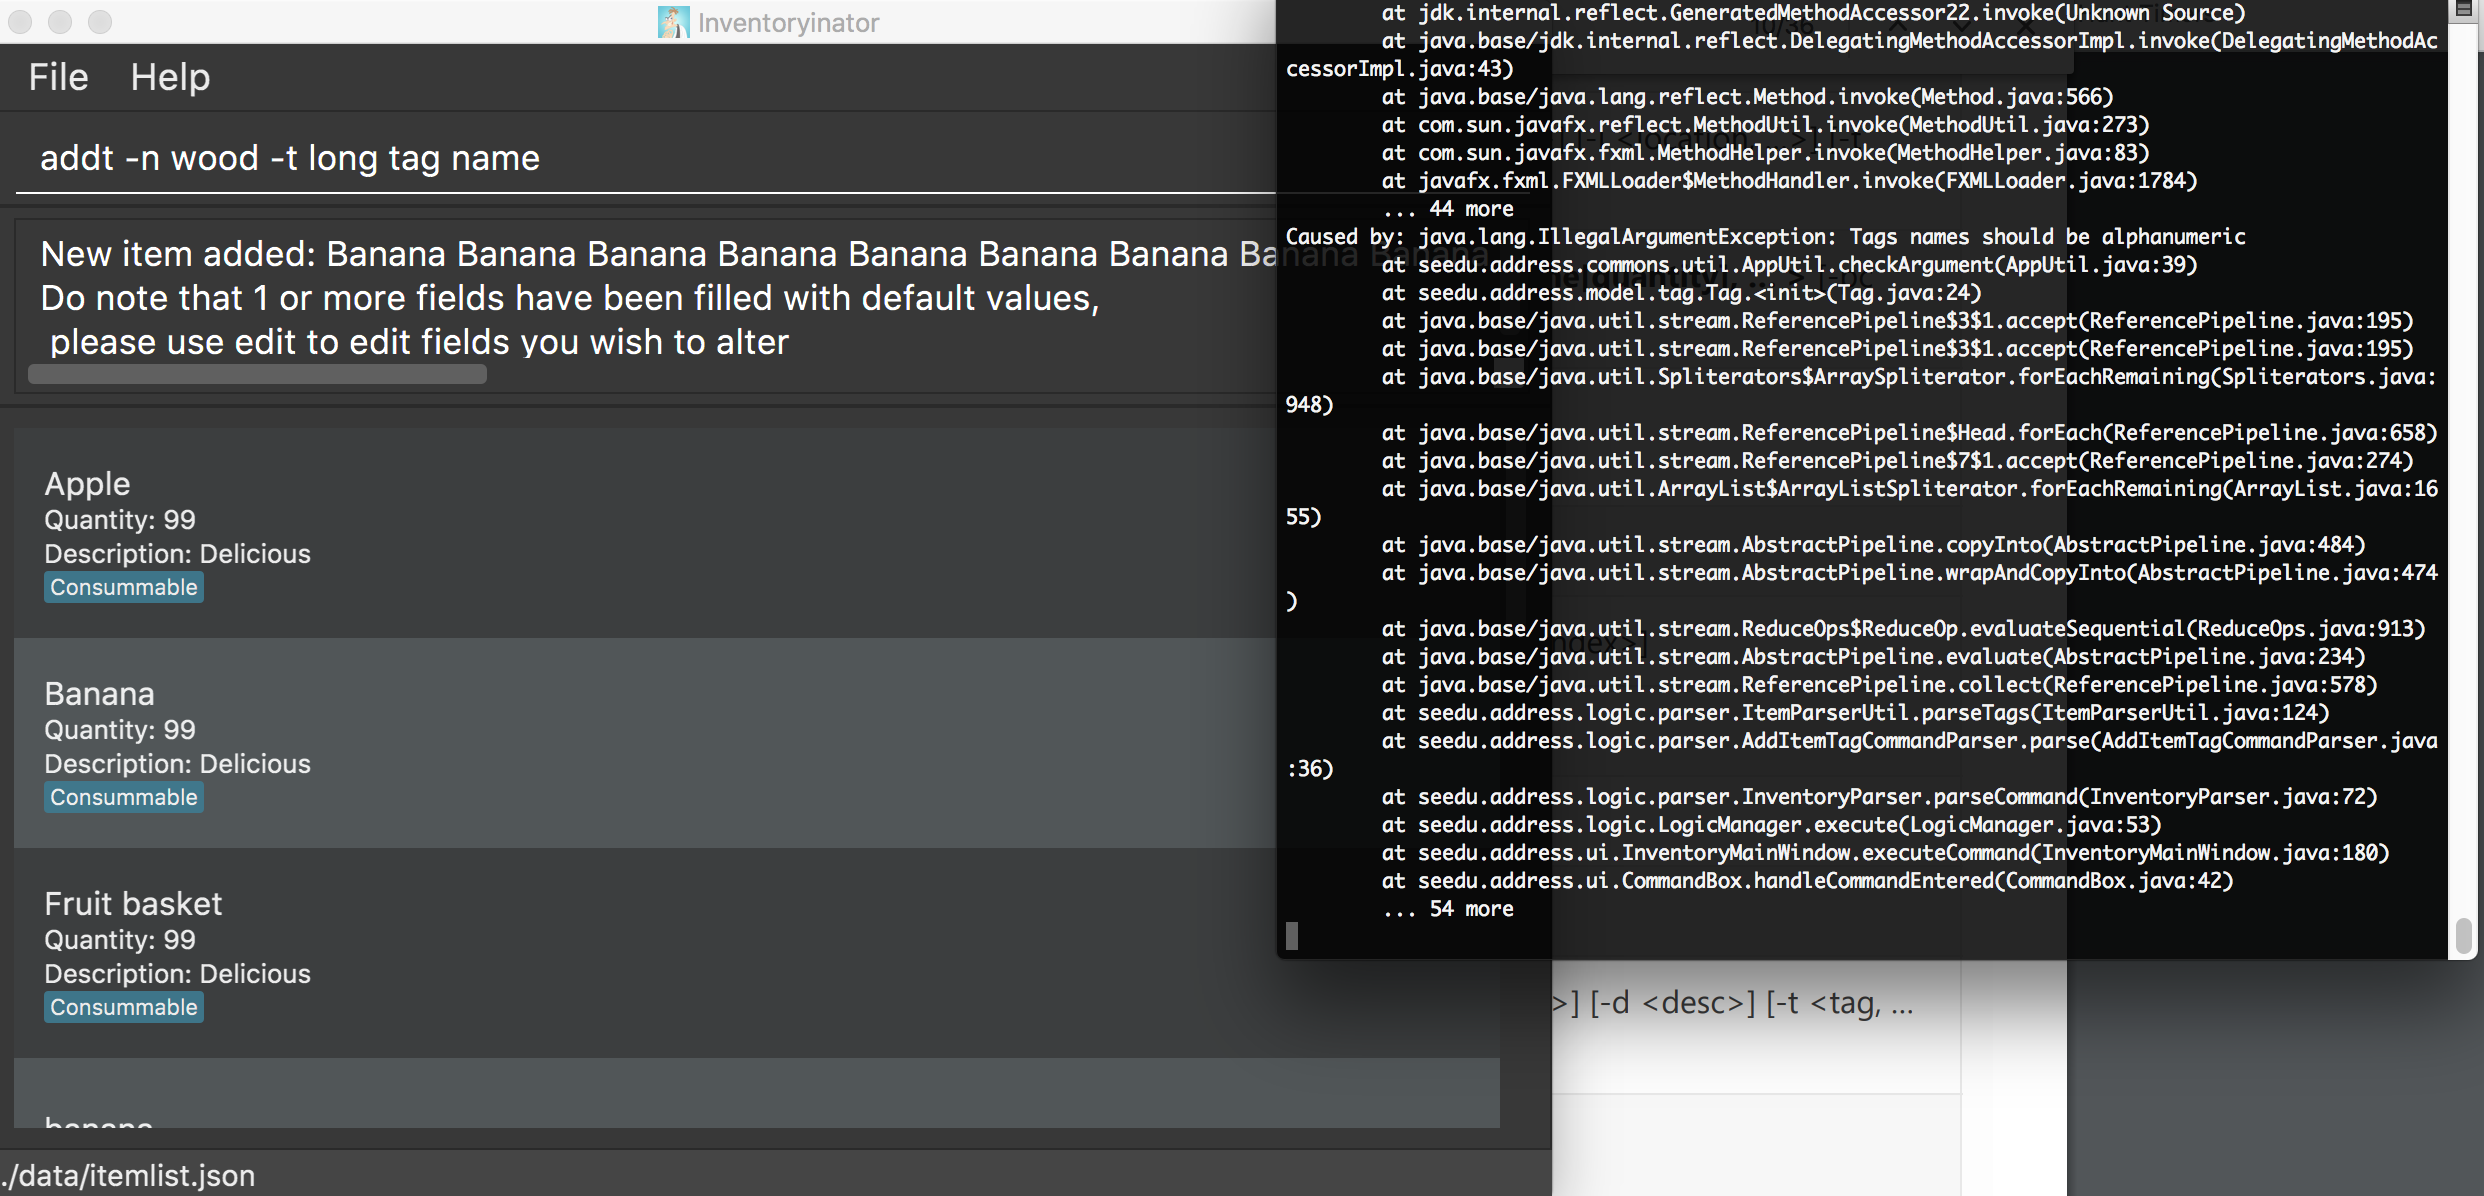 Inventoryinator
File Help
addt -n wood -t long tag name
New item added: Banana Banana Banana Banana Banana Banana Banana Banana Banana
Do note that 1 or more fields have been filled with default values,
please use edit to edit fields you wish to alter
Apple
Quantity: 99
Description: Delicious
Consummable
Banana
Quantity: 99
Description: Delicious
Consummable
Fruit basket
Quantity: 99
Description: Delicious
Consummable
banana
./data/itemlist.json
at jdk.internal.reflect.GeneratedMethodAccessor22.invoke(Unknown Source)
at java.base/jdk.internal.reflect.DelegatingMethodAccessorImpl.invoke(DelegatingMethodAc
cessorImpl.java:43)
at java.base/java.lang.reflect.Method.invoke(Method.java:566)
at com.sun.javafx.reflect.MethodUtil.invoke(MethodUtil.java:273)
at com.sun.javafx.fxml.MethodHelper.invoke(MethodHelper.java:83)
at javafx.fxml.FXMLLoader$MethodHandler.invoke(FXMLLoader.java:1784)
... 44 more
Caused by: java.lang.IllegalArgumentException: Tags names should be alphanumeric
at seedu.address.commons.util.AppUtil.checkArgument(AppUtil.java:39)
at seedu.address.model.tag.Tag.<init>(Tag.java:24)
at java.base/java.util.stream.ReferencePipeline$3$1.accept(ReferencePipeline.java:195)
at java.base/java.util.stream.ReferencePipeline$3$1.accept(ReferencePipeline.java:195)
at java.base/java.util.Spliterators$ArraySpliterator.forEachRemaining(Spliterators.java:
948)
at java.base/java.util.stream.ReferencePipeline$Head.forEach(ReferencePipeline.java:658)
at java.base/java.util.stream.ReferencePipeline$7$1.accept(ReferencePipeline.java:274)
at java.base/java.util.ArrayList$ArrayListSpliterator.forEachRemaining(ArrayList.java:16
55)
at java.base/java.util.stream.AbstractPipeline.copyInto(AbstractPipeline.java:484)
at java.base/java.util.stream.AbstractPipeline.wrapAndCopyInto(AbstractPipeline.java:474
)
at java.base/java.util.stream.ReduceOps$ReduceOp.evaluateSequential(ReduceOps.java:913)
at java.base/java.util.stream.AbstractPipeline.evaluate(AbstractPipeline.java:234)
at java.base/java.util.stream.ReferencePipeline.collect(ReferencePipeline.java:578)
at seedu.address.logic.parser.ItemParserUtil.parseTags(ItemParserUtil.java:124)
at seedu.address.logic.parser.AddItemTagCommandParser.parse(AddItemTagCommandParser.java
:36)
at seedu.address.logic.parser.InventoryParser.parseCommand(InventoryParser.java:72)
at seedu.address.logic.LogicManager.execute(LogicManager.java:53)
at seedu.address.ui.InventoryMainWindow.executeCommand(InventoryMainWindow.java:180)
at seedu.address.ui.CommandBox.handleCommandEntered(CommandBox.java:42)
... 54 more
>] [-d <desc>] [-t <tag, ...